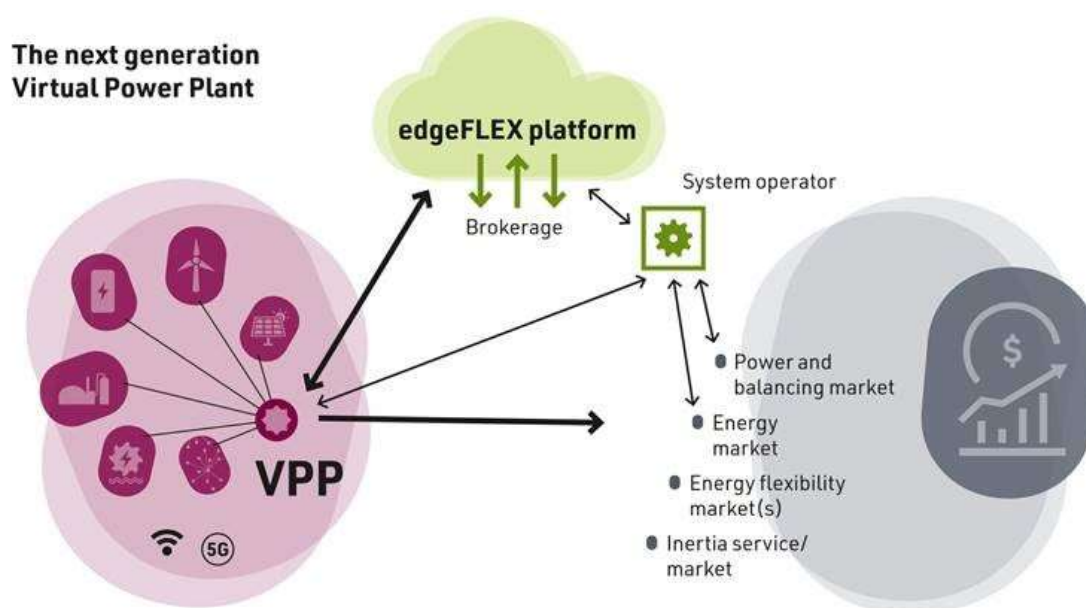 The next generation
Virtual Power Plant
edgeFLEX platform
Brokerage
System operator
$
Power and
balancing market
Energy
market
Energy flexibility
market(s)
Inertia service/
market
VPP
5G